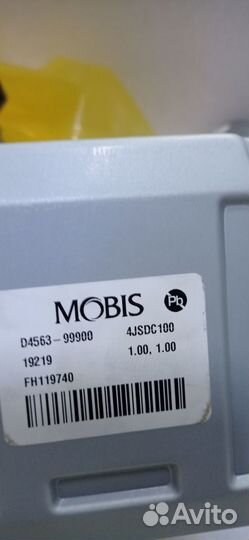 MOBIS Pb
D4563-99900 4JSDC100
19219 1.00, 1.00
FH119740
Avito